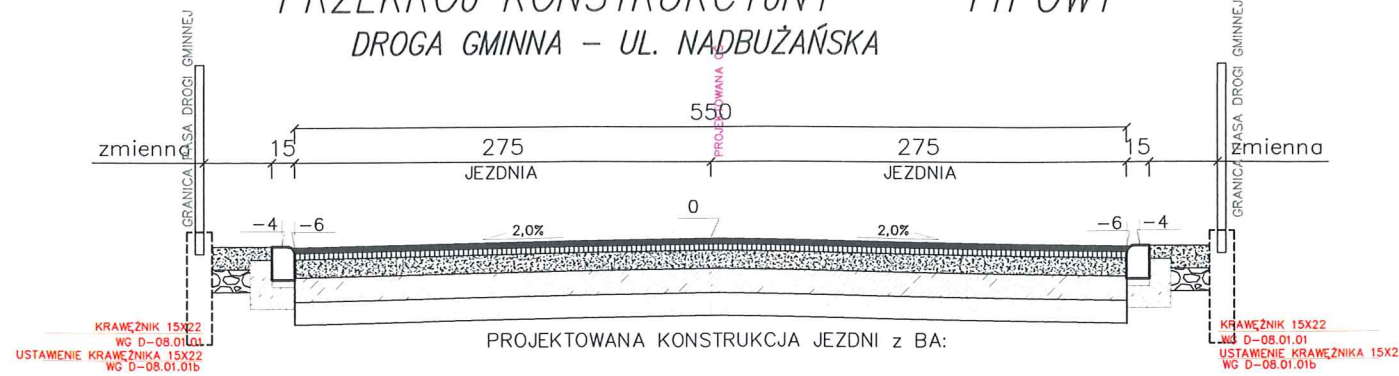 PRZEKRÓJ KONSTRUKCYJNY
DROGA GMINNA – UL. NADBUŻAŃSKA
GRANICA PASA DROGI GMINNEJ
PROJEKTOWANA
GRANICA PASA DROGI GMINNEJ
550
zmienna 15 275 275 15 zmienna
JEZDNIA JEZDNIA
-4 -6 2,0% 0 2,0% -6 -4
PROJEKTOWANA KONSTRUKCJA JEZDNI z BA:
KRAWĘŻNIK 15X22
WG D-08.01.01
USTAWIENIE KRAWĘŻNIKA 15X22
WG D-08.01.01b
KRAWĘŻNIK 15X22
WG D-08.01.01
USTAWIENIE KRAWĘŻNIKA 15X2
WG D-08.01.01b